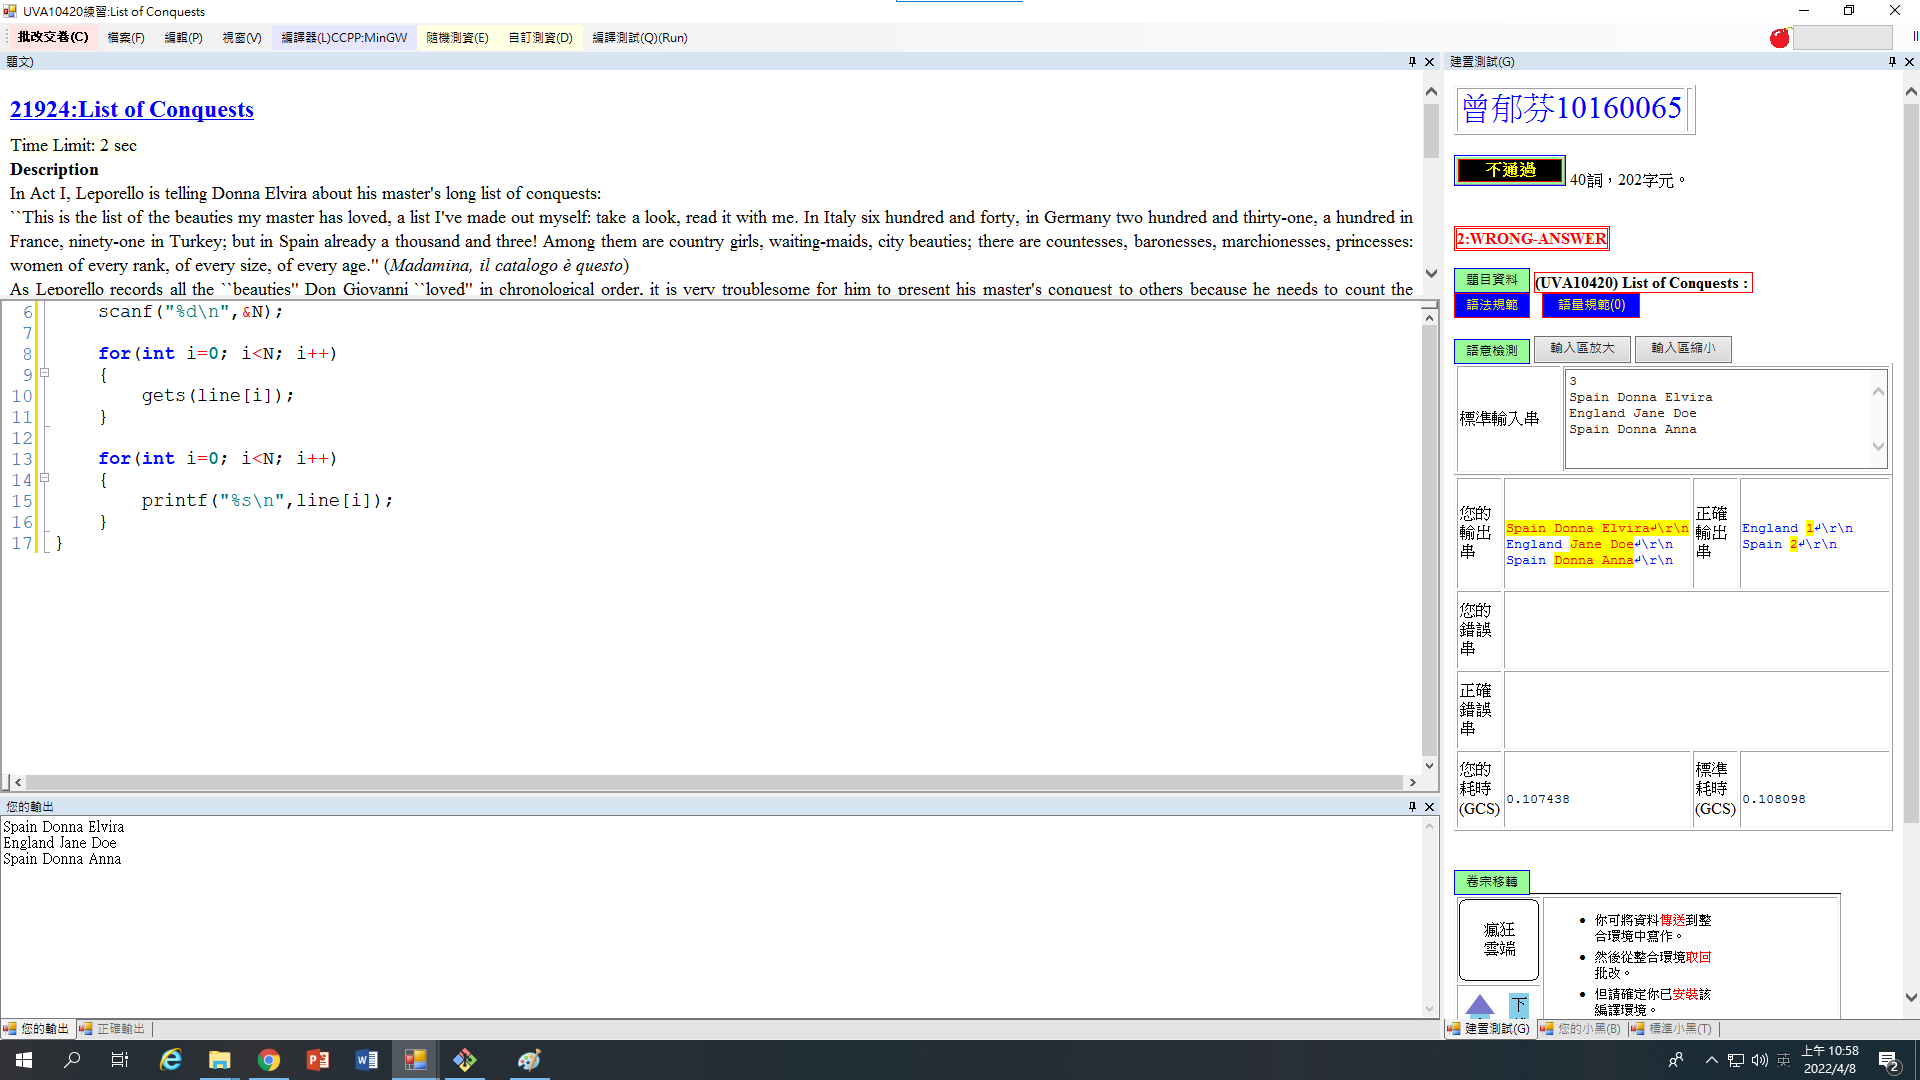 UVA10420練習:List of Conquests
批改交卷(C) 檔案(F) 編輯(P) 視窗(V) 編譯器(L)CCPP:MinGW 隨機測資(E) 自訂測資(D) 編譯測試(Q)(Run)
題文)
21924:List of Conquests
Time Limit: 2 sec
Description
In Act I, Leporello is telling Donna Elvira about his master's long list of conquests:
``This is the list of the beauties my master has loved, a list I've made out myself: take a look, read it with me. In Italy six hundred and forty, in Germany two hundred and thirty-one, a hundred in
France, ninety-one in Turkey; but in Spain already a thousand and three! Among them are country girls, waiting-maids, city beauties; there are countesses, baronesses, marchionesses, princesses:
women of every rank, of every size, of every age.'' (Madamina, il catalogo è questo)
As Leporello records all the ``beauties'' Don Giovanni ``loved'' in chronological order, it is very troublesome for him to present his master's conquest to others because he needs to count the
6 scanf("%d\n",&N);
7
8 for(int i=0; i<N; i++)
9 {
10 gets(line[i]);
11 }
12
13 for(int i=0; i<N; i++)
14 {
15 printf("%s\n",line[i]);
16 }
17 }
您的輸出
Spain Donna Elvira
England Jane Doe
Spain Donna Anna
您的輸出 正確輸出
建置測試(G)
曾郁芬10160065
不通過 40詞，202字元。
2:WRONG-ANSWER
題目資料 (UVA10420) List of Conquests :
語法規範 語量規範(0)
語意檢測 輸入區放大 輸入區縮小
標準輸入串
3
Spain Donna Elvira
England Jane Doe
Spain Donna Anna
您的
輸出
串
Spain Donna Elvira↲\r\n
England Jane Doe↲\r\n
Spain Donna Anna↲\r\n
正確
輸出
串
England 1↲\r\n
Spain 2↲\r\n
您的
錯誤
串
正確
錯誤
串
您的
耗時
(GCS)
0.107438
標準
耗時
(GCS)
0.108098
卷宗移轉
瘋狂
雲端
下
• 你可將資料傳送到整
合環境中寫作。
• 然後從整合環境取回
批改。
• 但請確定你已安裝該
編譯環境。
建置測試(G) 您的小黑(B) 標準小黑(T)
英
上午 10:58
2022/4/8
2